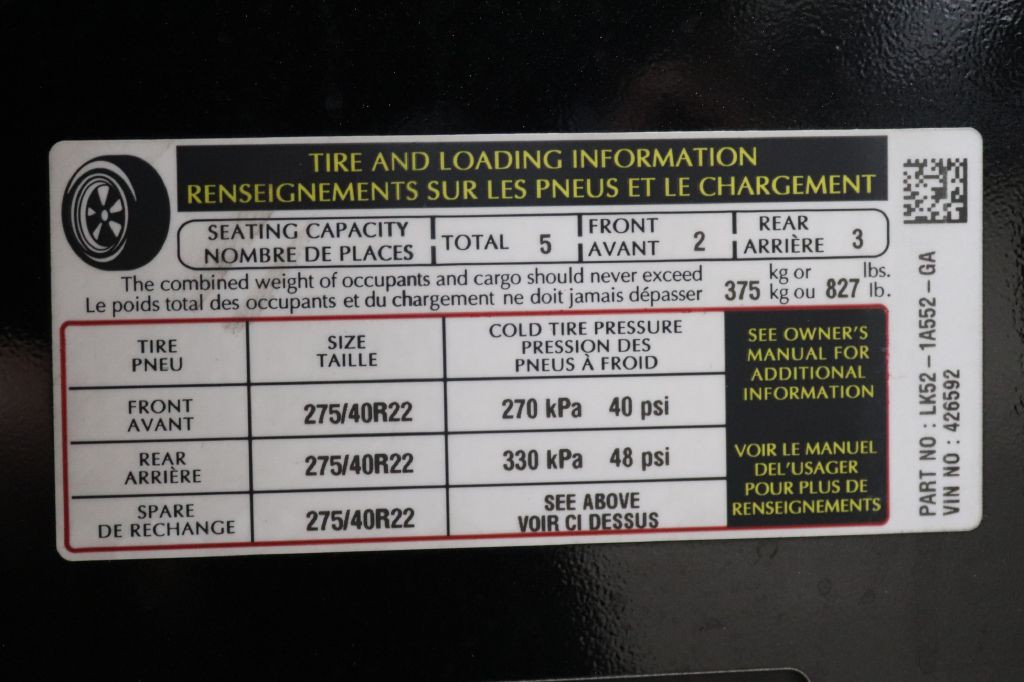 TIRE AND LOADING INFORMATION
RENSEIGNEMENTS SUR LES PNEUS ET LE CHARGEMENT
SEATING CAPACITY
NOMBRE DE PLACES
TOTAL 5
FRONT
AVANT 2
REAR
ARRIÈRE 3
The combined weight of occupants and cargo should never exceed 375 kg or 827 lbs.
Le poids total des occupants et du chargement ne doit jamais dépasser kg ou lb.
TIRE
PNEU
SIZE
TAILLE
COLD TIRE PRESSURE
PRESSION DES
PNEUS À FROID
FRONT
AVANT
275/40R22
270 kPa 40 psi
REAR
ARRIÈRE
275/40R22
330 kPa 48 psi
SPARE
DE RECHANGE
275/40R22
SEE ABOVE
VOIR CI DESSUS
SEE OWNER'S
MANUAL FOR
ADDITIONAL
INFORMATION
VOIR LE MANUEL
DEL'USAGER
POUR PLUS DE
RENSEIGNEMENTS
PART NO : LK52 – 1A552 – GA
VIN NO : 426592